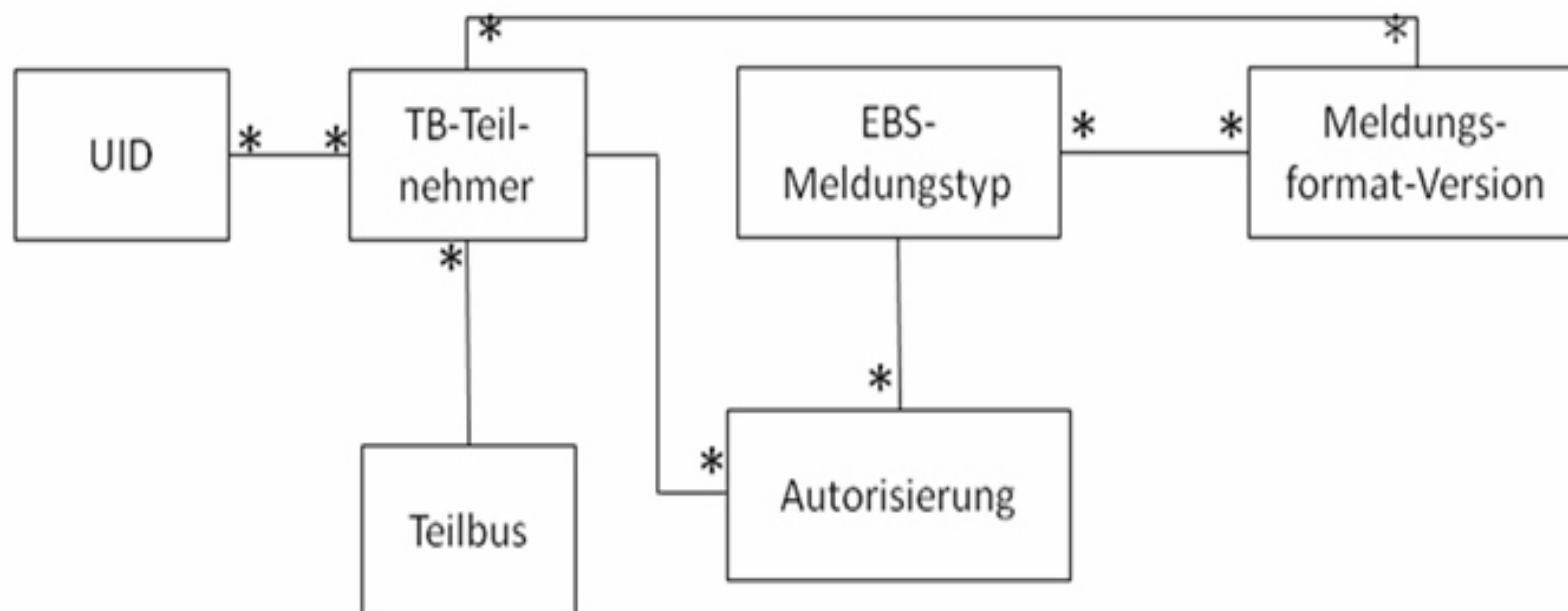 * *
UID
* *
TB-Teil-
nehmer
EBS-
Meldungstyp
* *
Meldungs-
format-Version
*
*
*
Teilbus
Autorisierung